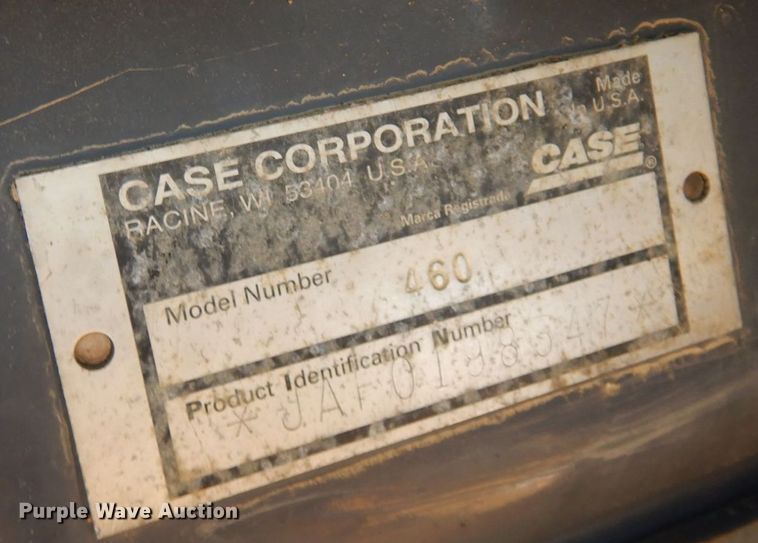 CASE CORPORATION
RACINE, WI 53404 U.S.A.
Made
in U.S.A.
CASE®
Marca Registrada
Model Number 460
Product Identification Number
Purple Wave Auction